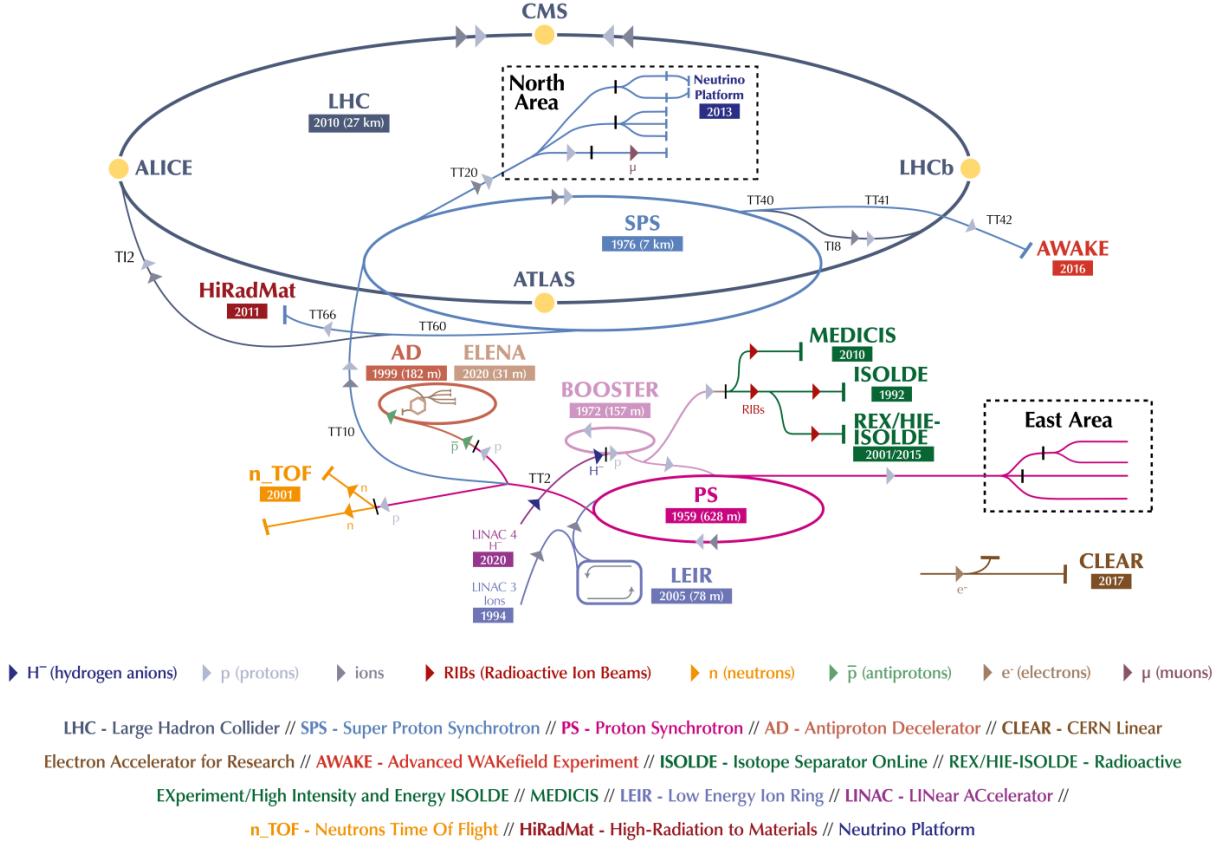 CMS
North
Area
Neutrino
Platform
2013
LHC
2010 (27 km)
ALICE
LHCb
TT20
μ
SPS
1976 (7 km)
TT40
TT41
TT42
TI8
AWAKE
2016
TI2
ATLAS
HiRadMat
2011
TT66
TT60
MEDICIS
2010
AD
1999 (182 m)
ELENA
2020 (31 m)
BOOSTER
1972 (157 m)
ISOLDE
1992
RIBs
REX/HIE-
ISOLDE
2001/2015
East Area
TT10
p̅
p
H⁻
p
TT2
n_TOF
2001
n
n
p
PS
1959 (628 m)
LINAC 4
H⁻
2020
LINAC 3
Ions
1994
LEIR
2005 (78 m)
CLEAR
2017
e⁻
H⁻ (hydrogen anions)
p (protons)
ions
RIBs (Radioactive Ion Beams)
n (neutrons)
p̅ (antiprotons)
e⁻ (electrons)
μ (muons)
LHC - Large Hadron Collider // SPS - Super Proton Synchrotron // PS - Proton Synchrotron // AD - Antiproton Decelerator // CLEAR - CERN Linear
Electron Accelerator for Research // AWAKE - Advanced WAKefield Experiment // ISOLDE - Isotope Separator OnLine // REX/HIE-ISOLDE - Radioactive
EXperiment/High Intensity and Energy ISOLDE // MEDICIS // LEIR - Low Energy Ion Ring // LINAC - LINear ACcelerator //
n_TOF - Neutrons Time Of Flight // HiRadMat - High-Radiation to Materials // Neutrino Platform